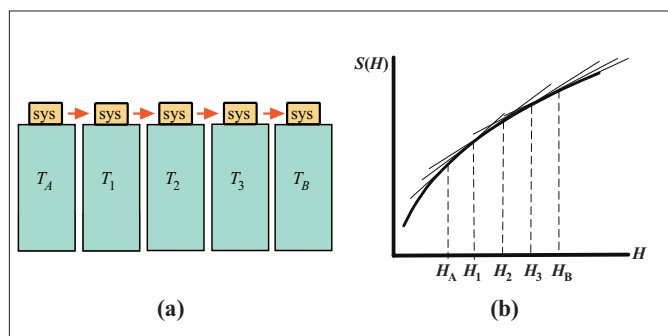 sys sys sys sys sys
T_A T_1 T_2 T_3 T_B
(a)
S(H)
H_A H_1 H_2 H_3 H_B H
(b)